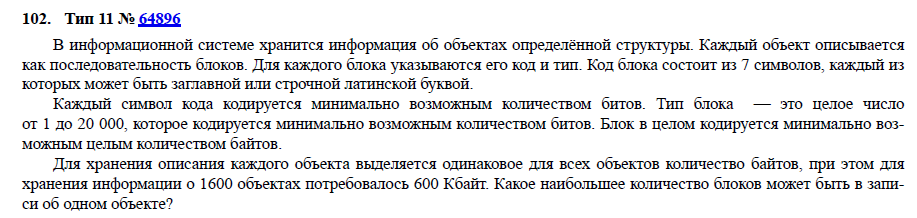 102. Тип 11 № 64896
В информационной системе хранится информация об объектах определённой структуры. Каждый объект описывается
как последовательность блоков. Для каждого блока указываются его код и тип. Код блока состоит из 7 символов, каждый из
которых может быть заглавной или строчной латинской буквой.
Каждый символ кода кодируется минимально возможным количеством битов. Тип блока — это целое число
от 1 до 20 000, которое кодируется минимально возможным количеством битов. Блок в целом кодируется минимально воз-
можным целым количеством байтов.
Для хранения описания каждого объекта выделяется одинаковое для всех объектов количество байтов, при этом для
хранения информации о 1600 объектах потребовалось 600 Кбайт. Какое наибольшее количество блоков может быть в запи-
си об одном объекте?